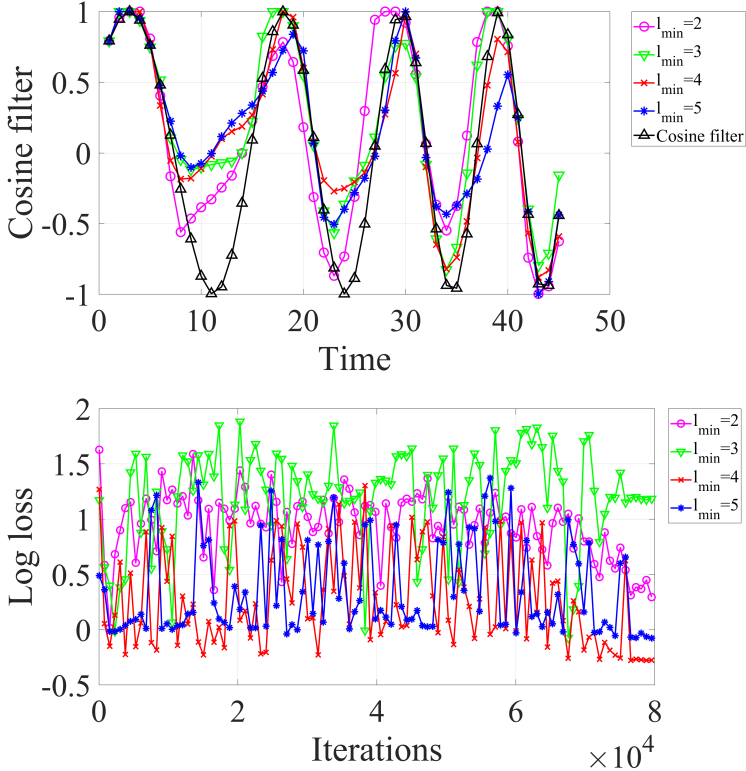 1
0.5
0
-0.5
-1
0 10 20 30 40 50
Cosine filter
Time
l_min=2
l_min=3
l_min=4
l_min=5
Cosine filter
2
1.5
1
0.5
0
-0.5
0 2 4 6 8
×10^4
Log loss
Iterations
l_min=2
l_min=3
l_min=4
l_min=5